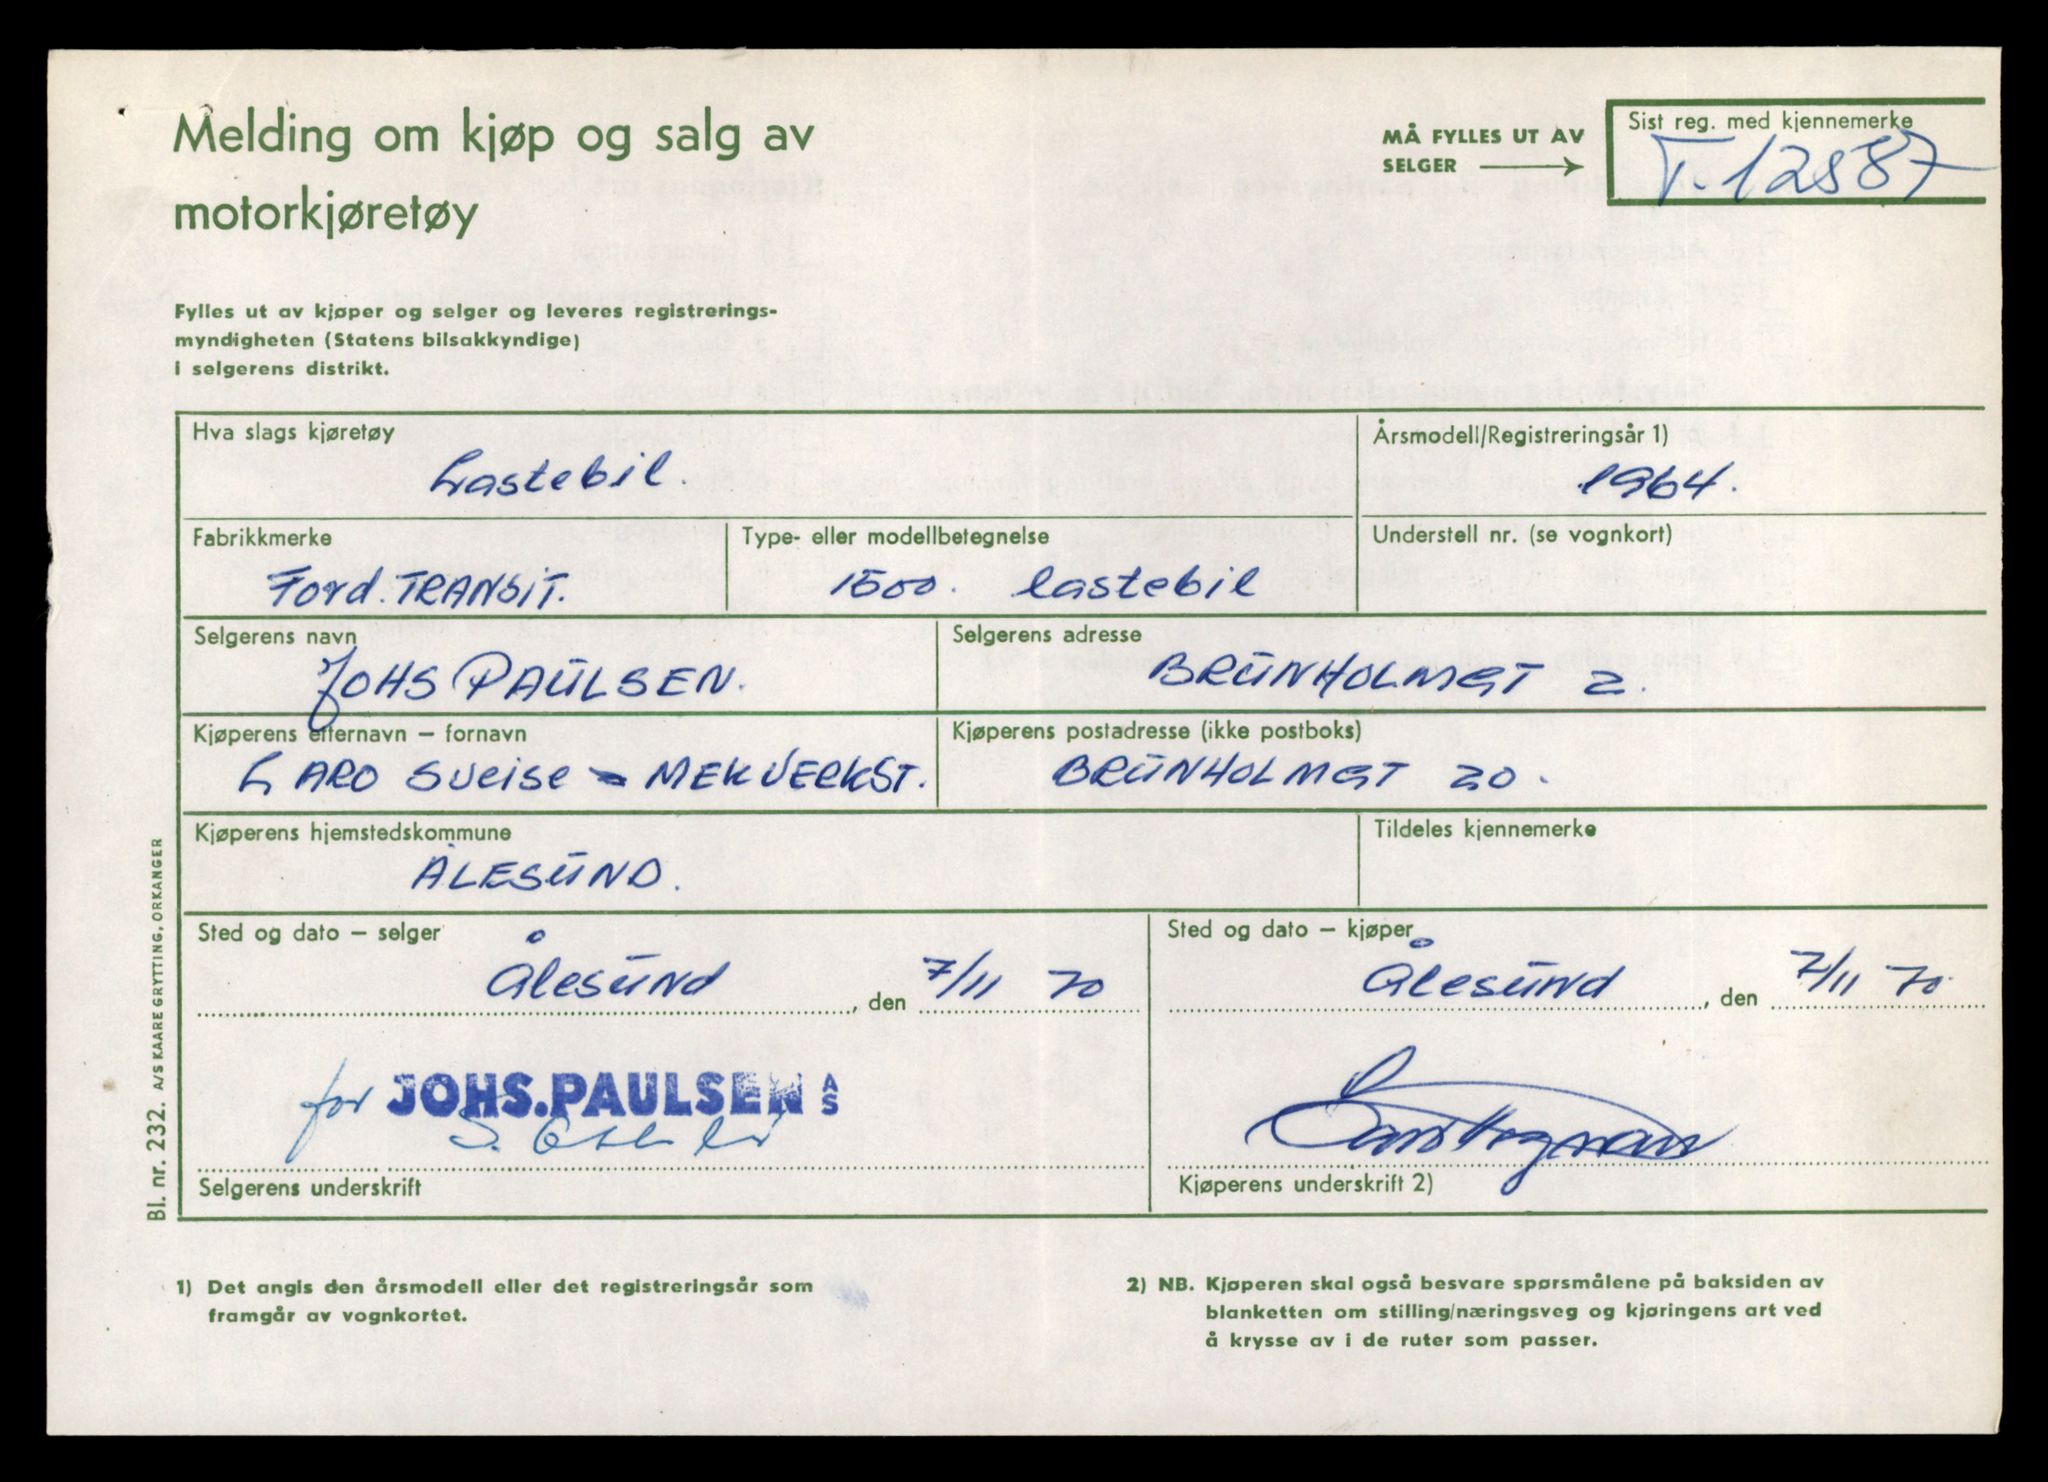 Melding om kjøp og salg av
motorkjøretøy
MÅ FYLLES UT AV
SELGER
Sist reg. med kjennemerke
T-12887
Fylles ut av kjøper og selger og leveres registrerings-
myndigheten (Statens bilsakkyndige)
i selgerens distrikt.
Hva slags kjøretøy
Lastebil.
Årsmodell/Registreringsår 1)
1964.
Fabrikkmerke
Ford. TRANSIT.
Type- eller modellbetegnelse
1500. lastebil
Understell nr. (se vognkort)
Selgerens navn
JOHS PAULSEN.
Selgerens adresse
BRUNHOLMGT 2.
Kjøperens etternavn – fornavn
LARO Sveise - MEK VERKST.
Kjøperens postadresse (ikke postboks)
BRUNHOLMGT 20.
Kjøperens hjemstedskommune
ÅLESUND.
Tildeles kjennemerke
Sted og dato – selger
Ålesund, den 7/11 70
Sted og dato – kjøper
Ålesund, den 7/11 70
for JOHS.PAULSEN AS
Selgerens underskrift
Kjøperens underskrift 2)
Bl. nr. 232. A/S KAARE GRYTTING, ORKANGER
1) Det angis den årsmodell eller det registreringsår som
framgår av vognkortet.
2) NB. Kjøperen skal også besvare spørsmålene på baksiden av
blanketten om stilling/næringsveg og kjøringens art ved
å krysse av i de ruter som passer.